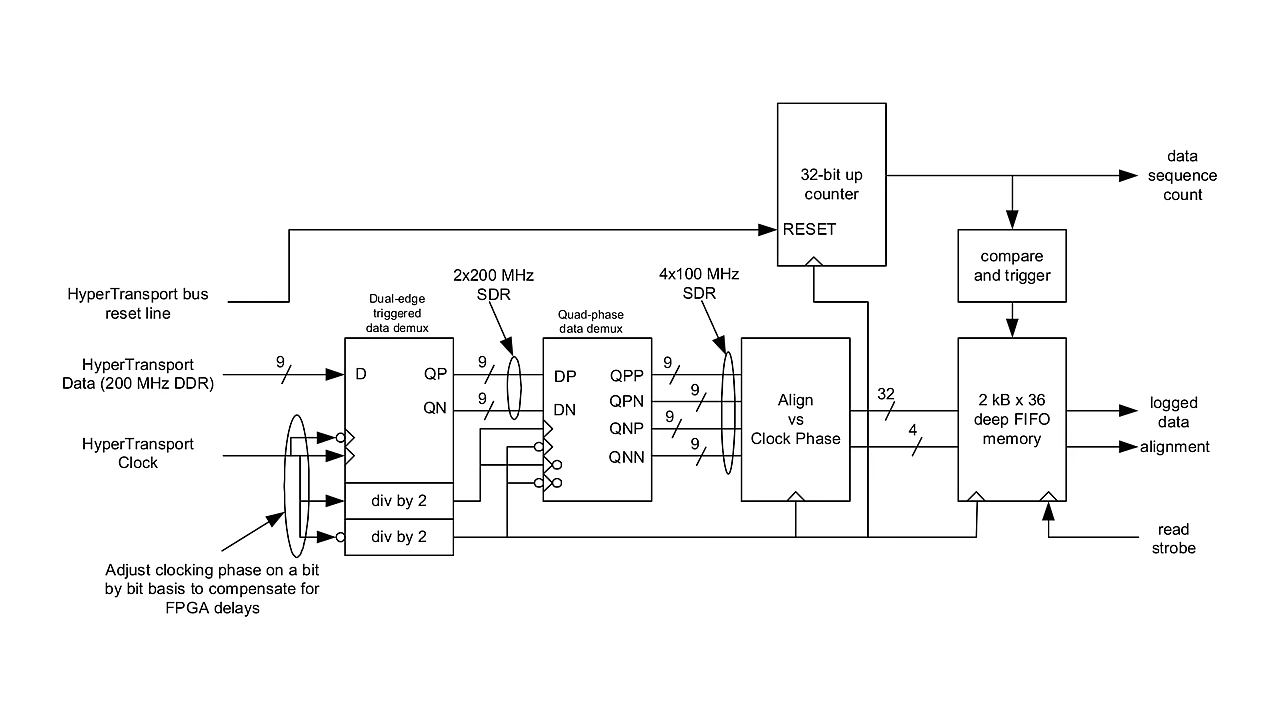 32-bit up
counter
RESET
data
sequence
count
compare
and trigger
HyperTransport bus
reset line
2x200 MHz
SDR
4x100 MHz
SDR
Dual-edge
triggered
data demux
Quad-phase
data demux
HyperTransport
Data (200 MHz DDR)
9
D
QP
QN
9
9
DP
DN
QPP
QPN
QNP
QNN
9
9
9
9
Align
vs
Clock Phase
32
4
2 kB x 36
deep FIFO
memory
logged
data
alignment
HyperTransport
Clock
div by 2
div by 2
read
strobe
Adjust clocking phase on a bit
by bit basis to compensate for
FPGA delays